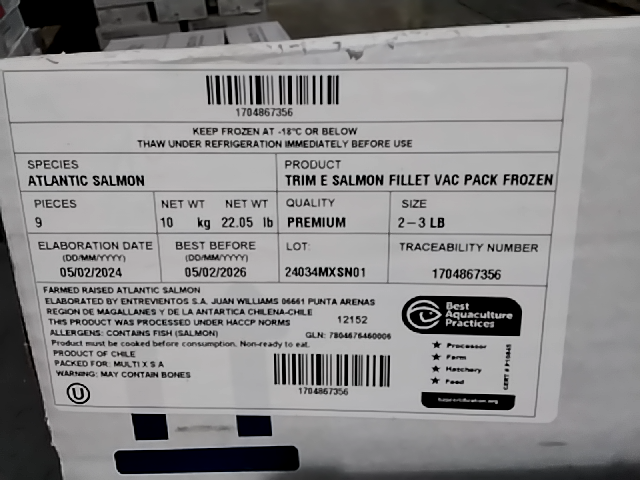 1704867356
KEEP FROZEN AT -18°C OR BELOW
THAW UNDER REFRIGERATION IMMEDIATELY BEFORE USE
SPECIES
ATLANTIC SALMON
PRODUCT
TRIM E SALMON FILLET VAC PACK FROZEN
PIECES
9
NET WT NET WT
10 kg 22.05 lb
QUALITY
PREMIUM
SIZE
2-3 LB
ELABORATION DATE
(DD/MM/YYYY)
05/02/2024
BEST BEFORE
(DD/MM/YYYY)
05/02/2026
LOT:
24034MXSN01
TRACEABILITY NUMBER
1704867356
FARMED RAISED ATLANTIC SALMON
ELABORATED BY ENTREVIENTOS S.A. JUAN WILLIAMS 06661 PUNTA ARENAS
REGION DE MAGALLANES Y DE LA ANTARTICA CHILENA-CHILE
THIS PRODUCT WAS PROCESSED UNDER HACCP NORMS 12152
ALLERGENS: CONTAINS FISH (SALMON) GLN: 7804676460006
Product must be cooked before consumption. Non-ready to eat.
PRODUCT OF CHILE
PACKED FOR: MULTI X S A
WARNING: MAY CONTAIN BONES
U
1704867356
Best
Aquaculture
Practices
★ Processor
★ Farm
★ Hatchery
★ Feed